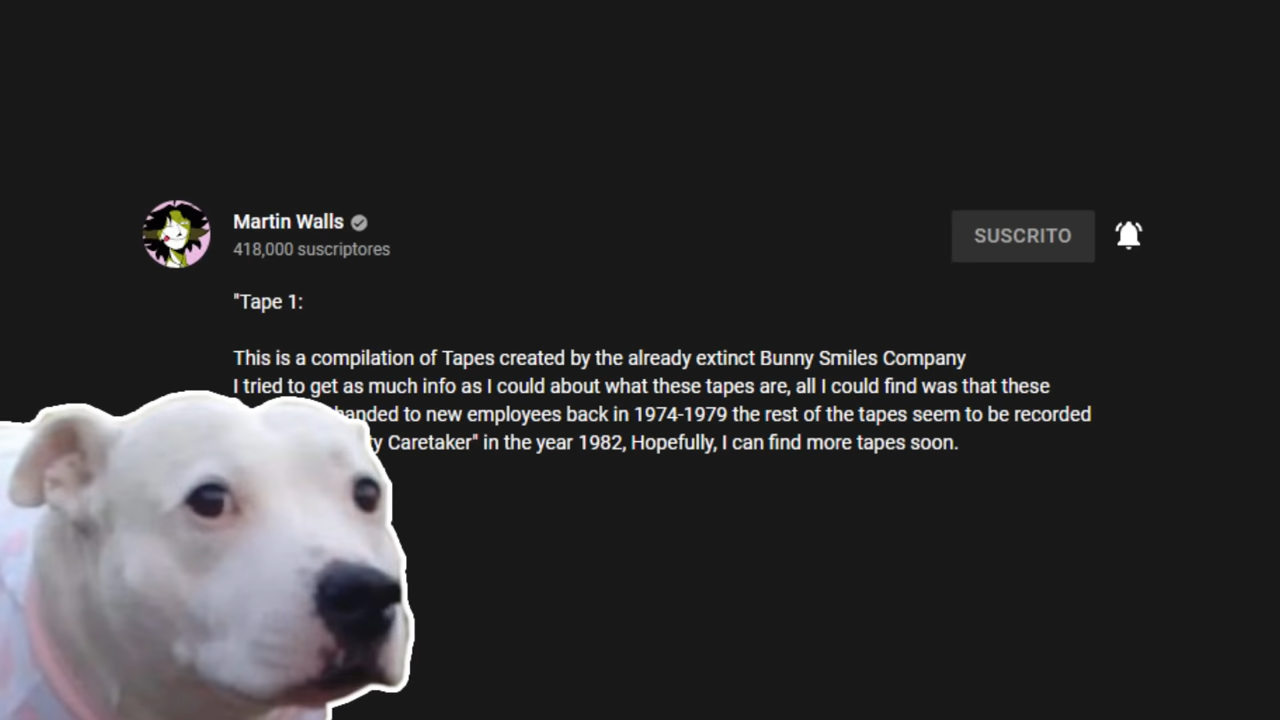 Martin Walls
418,000 suscriptores
SUSCRITO
"Tape 1:
This is a compilation of Tapes created by the already extinct Bunny Smiles Company
I tried to get as much info as I could about what these tapes are, all I could find was that these
handed to new employees back in 1974-1979 the rest of the tapes seem to be recorded
Caretaker" in the year 1982, Hopefully, I can find more tapes soon.